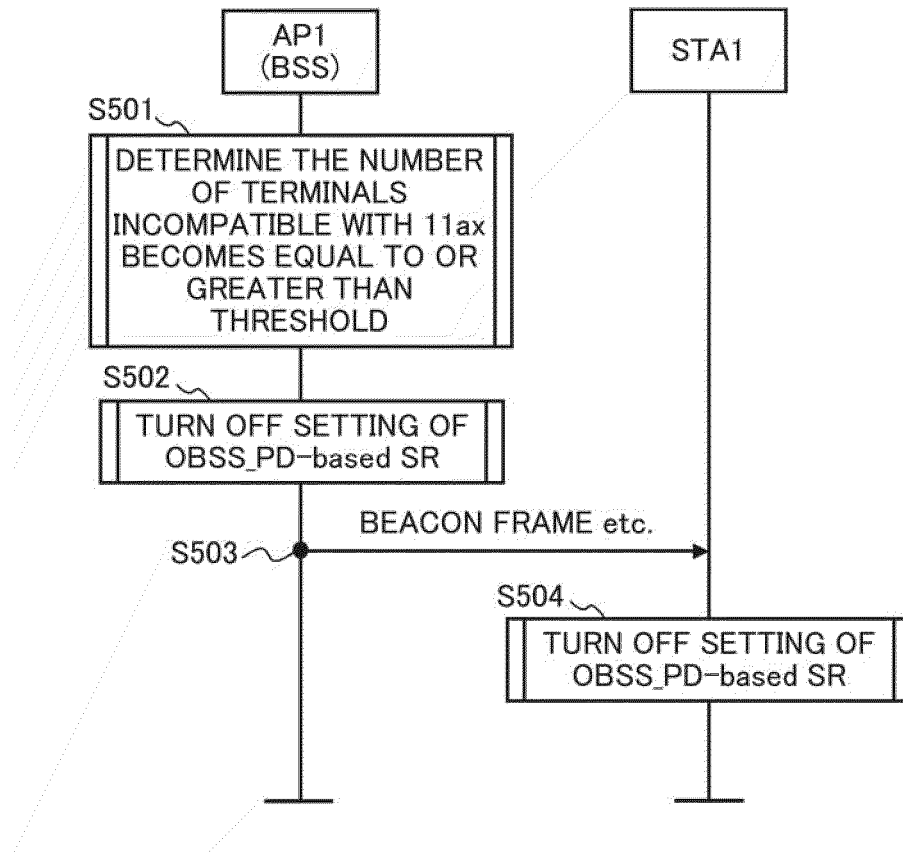 AP1
(BSS)
STA1
S501
DETERMINE THE NUMBER
OF TERMINALS
INCOMPATIBLE WITH 11ax
BECOMES EQUAL TO OR
GREATER THAN
THRESHOLD
S502
TURN OFF SETTING OF
OBSS_PD-based SR
BEACON FRAME etc.
S503
S504
TURN OFF SETTING OF
OBSS_PD-based SR